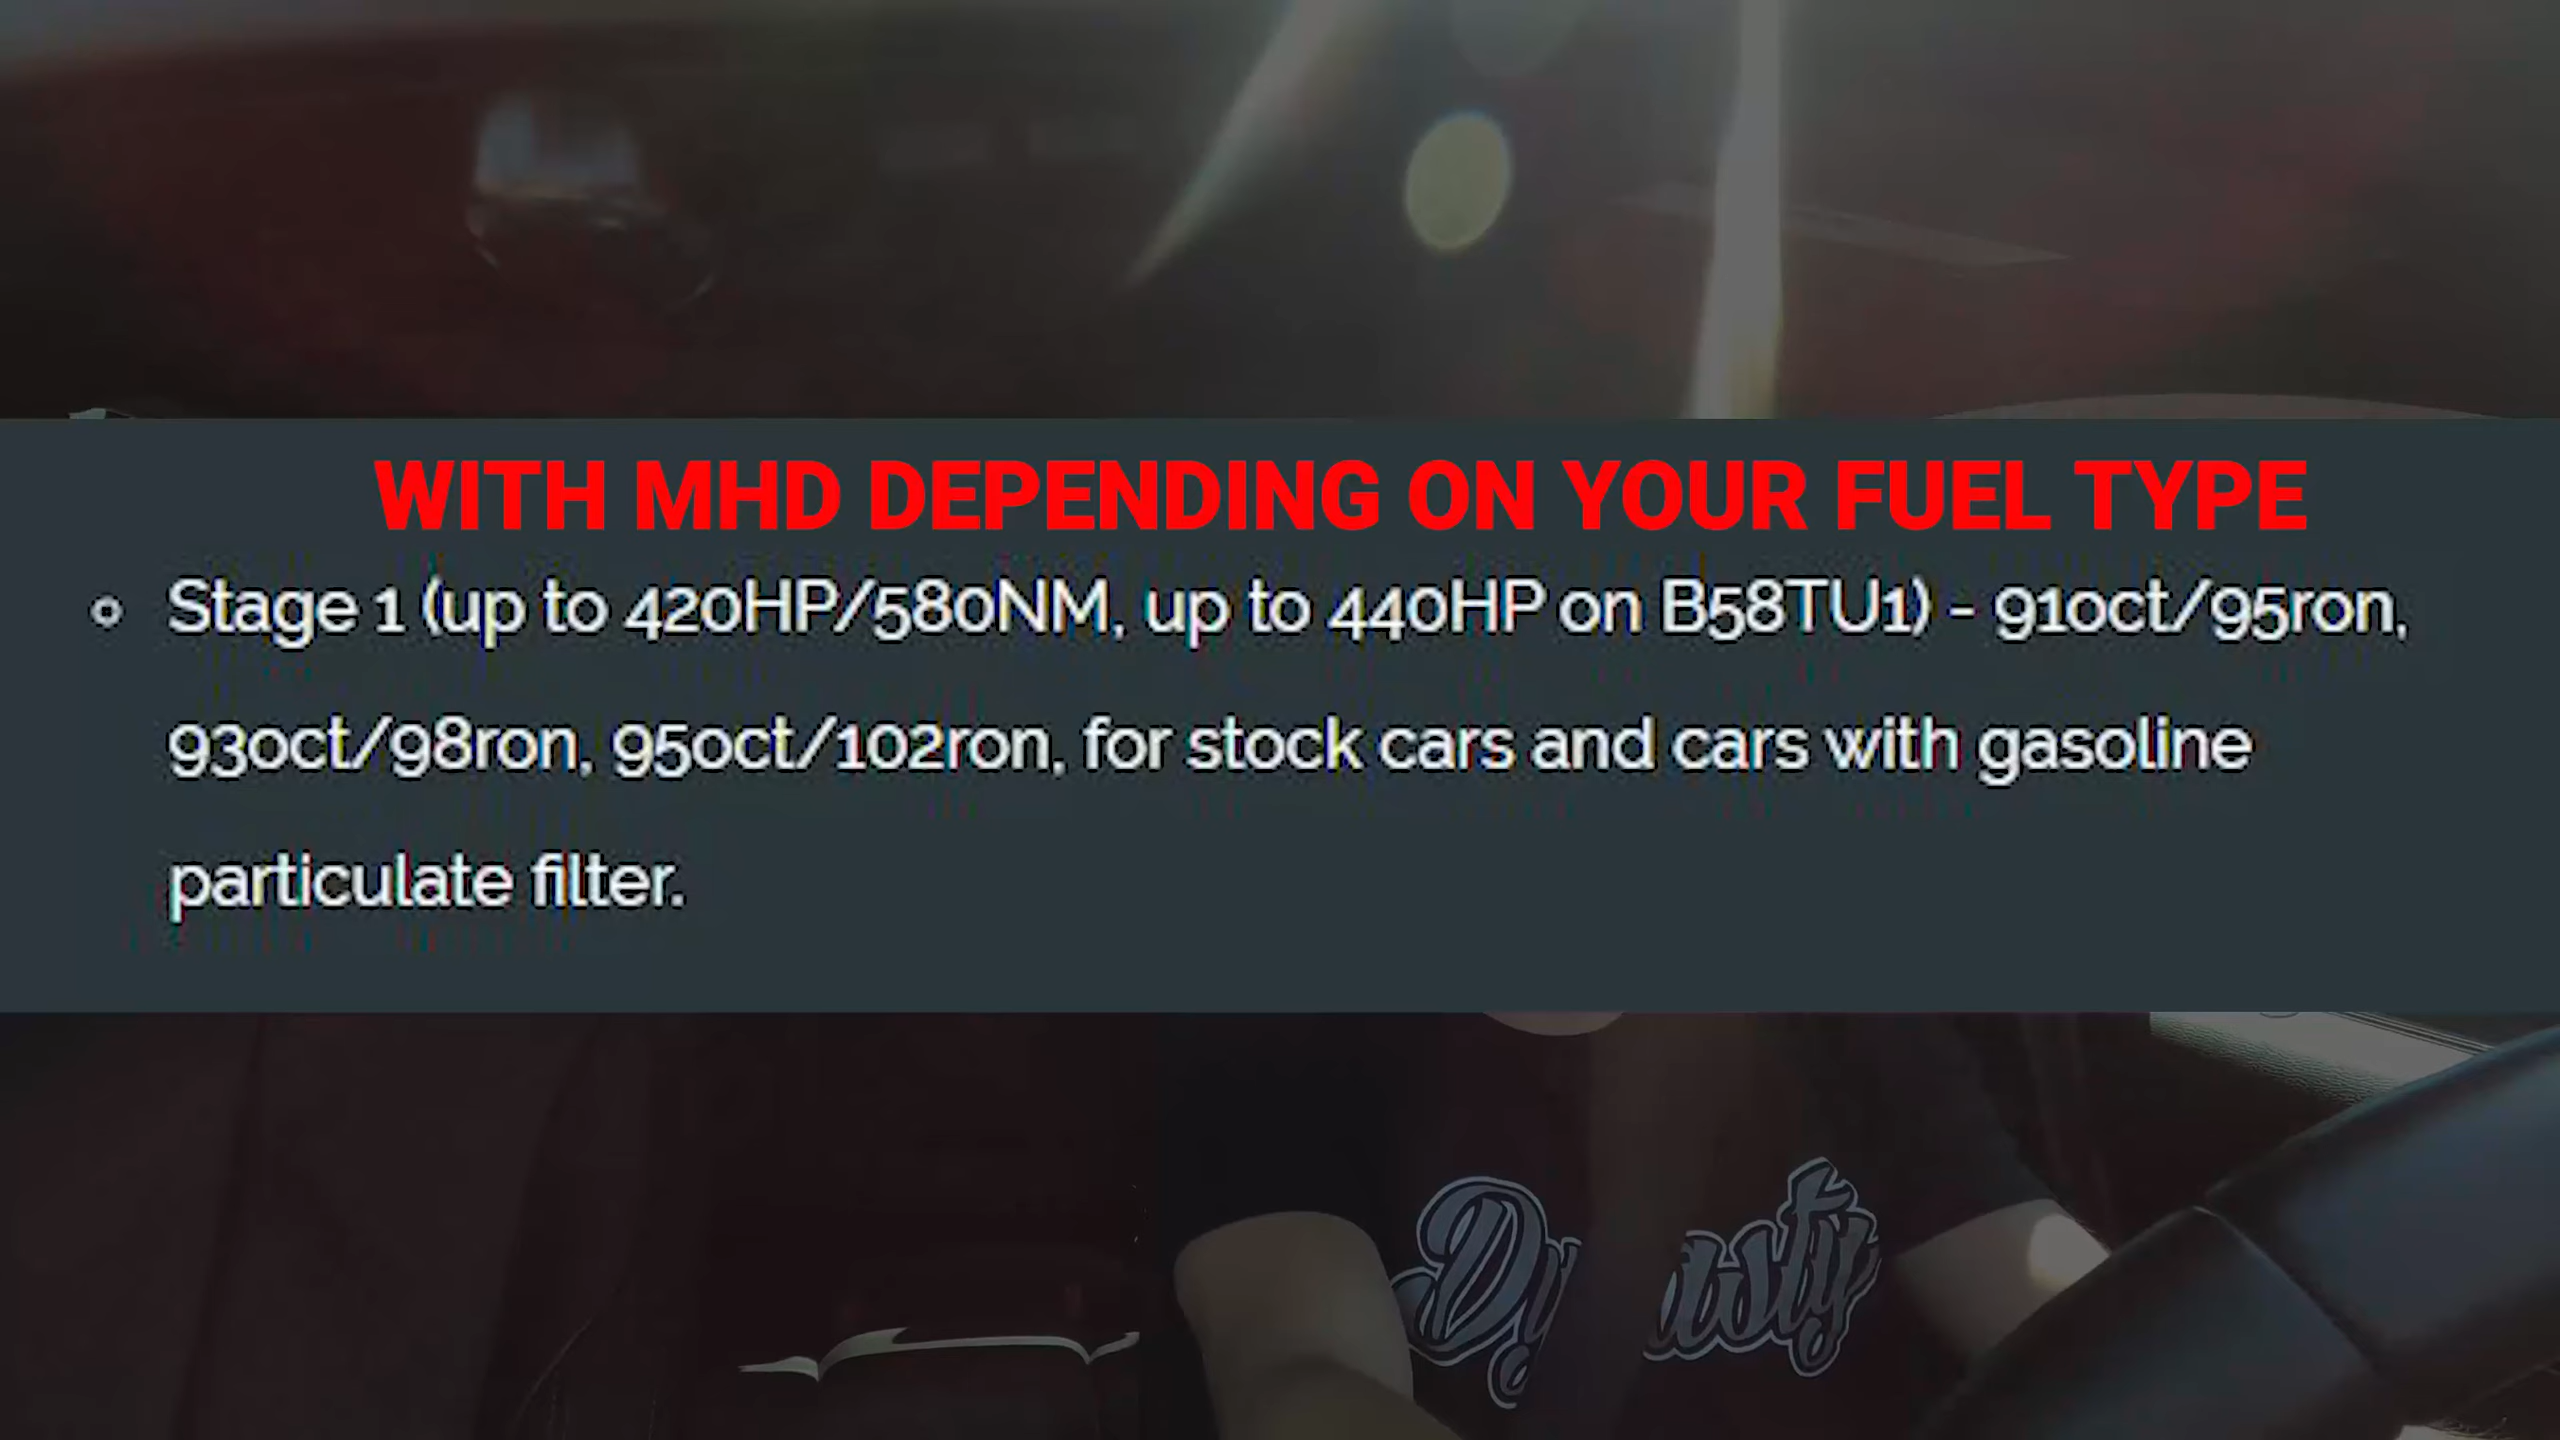 WITH MHD DEPENDING ON YOUR FUEL TYPE
Stage 1 (up to 420HP/580NM, up to 440HP on B58TU1) - 91oct/95ron,
93oct/98ron, 95oct/102ron, for stock cars and cars with gasoline
particulate filter.